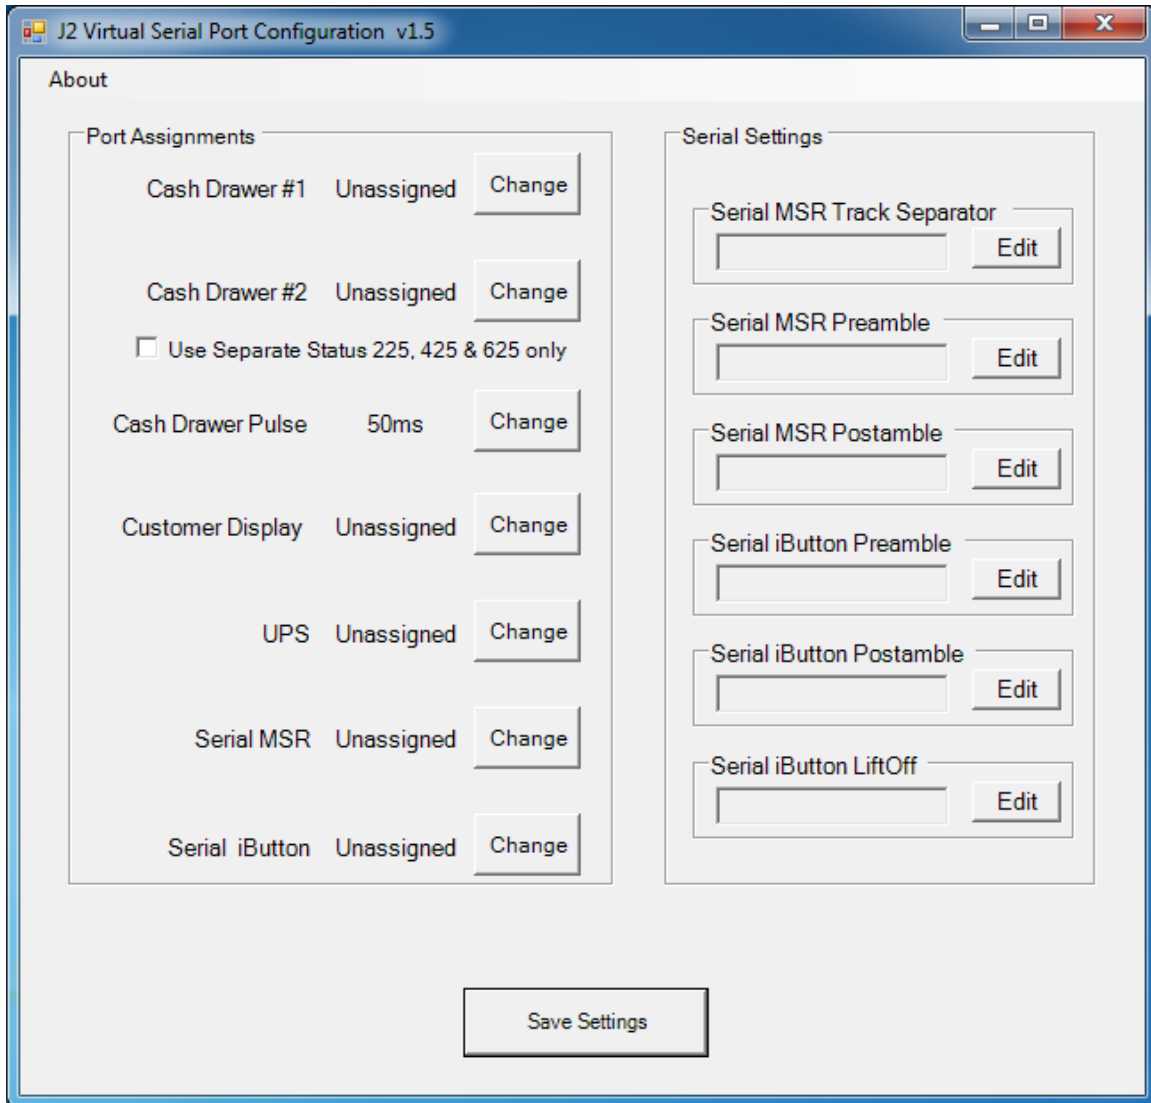 J2 Virtual Serial Port Configuration v1.5
X
About
Port Assignments
Cash Drawer #1 Unassigned Change
Cash Drawer #2 Unassigned Change
Use Separate Status 225, 425 & 625 only
Cash Drawer Pulse 50ms Change
Customer Display Unassigned Change
UPS Unassigned Change
Serial MSR Unassigned Change
Serial iButton Unassigned Change
Serial Settings
Serial MSR Track Separator
Edit
Serial MSR Preamble
Edit
Serial MSR Postamble
Edit
Serial iButton Preamble
Edit
Serial iButton Postamble
Edit
Serial iButton LiftOff
Edit
Save Settings